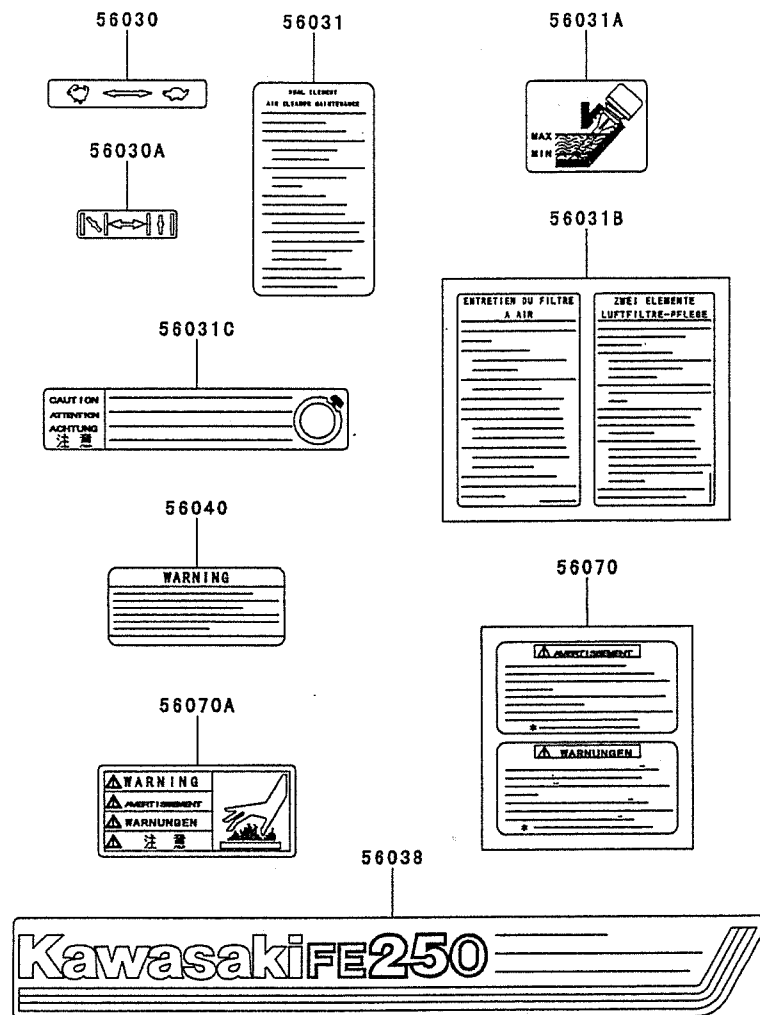 56030
56031
56031A
DUAL ELEMENT
AIR CLEANER MAINTENANCE
MAX
MIN
56030A
56031B
ENTRETIEN DU FILTRE
A AIR
ZWEI ELEMENTE
LUFTFILTRE-PFLEGE
56031C
CAUTION
ATTENTION
ACHTUNG
注 意
56040
WARNING
56070
AVERTISSEMENT
*
WARNUNGEN
*
56070A
WARNING
AVERTISSEMENT
WARNUNGEN
注 意
56038
Kawasaki FE250